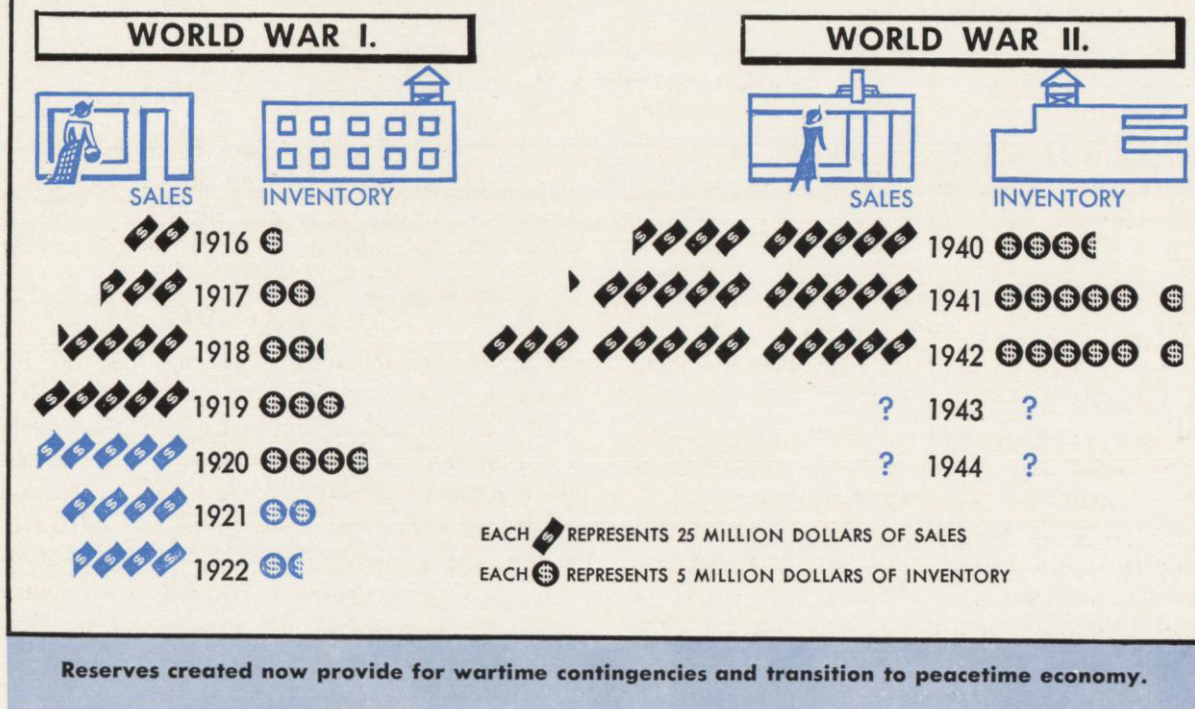 WORLD WAR I.
SALES INVENTORY
1916
1917
1918
1919
1920
1921
1922
WORLD WAR II.
SALES INVENTORY
1940
1941
1942
? 1943 ?
? 1944 ?
EACH $ REPRESENTS 25 MILLION DOLLARS OF SALES
EACH $ REPRESENTS 5 MILLION DOLLARS OF INVENTORY
Reserves created now provide for wartime contingencies and transition to peacetime economy.